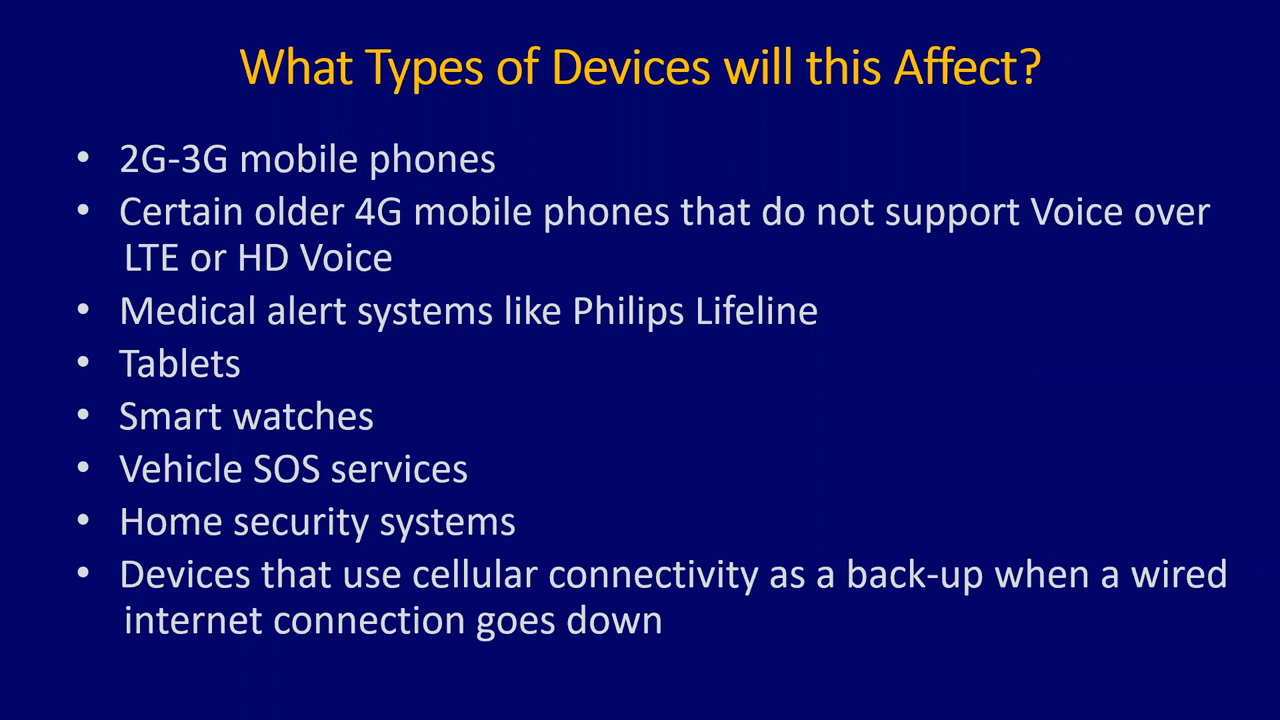 What Types of Devices will this Affect?
• 2G-3G mobile phones
• Certain older 4G mobile phones that do not support Voice over
LTE or HD Voice
• Medical alert systems like Philips Lifeline
• Tablets
• Smart watches
• Vehicle SOS services
• Home security systems
• Devices that use cellular connectivity as a back-up when a wired
internet connection goes down